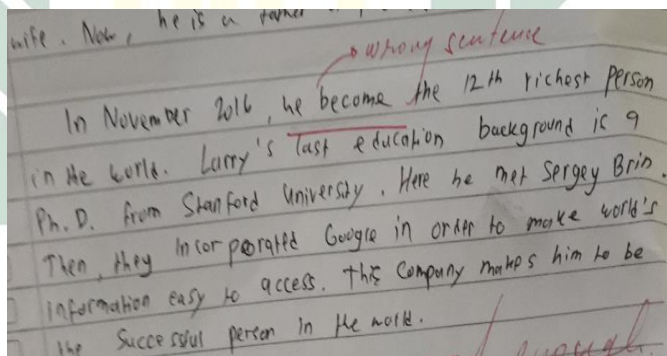 wife. Now, he is a father
wrong sentence
In November 2016, he become the 12th richest person
in the world. Larry's last education background is a
Ph.D. from Stanford University. Here he met Sergey Brin.
Then, they incorporated Google in order to make world's
information easy to access. This company makes him to be
the successful person in the world.